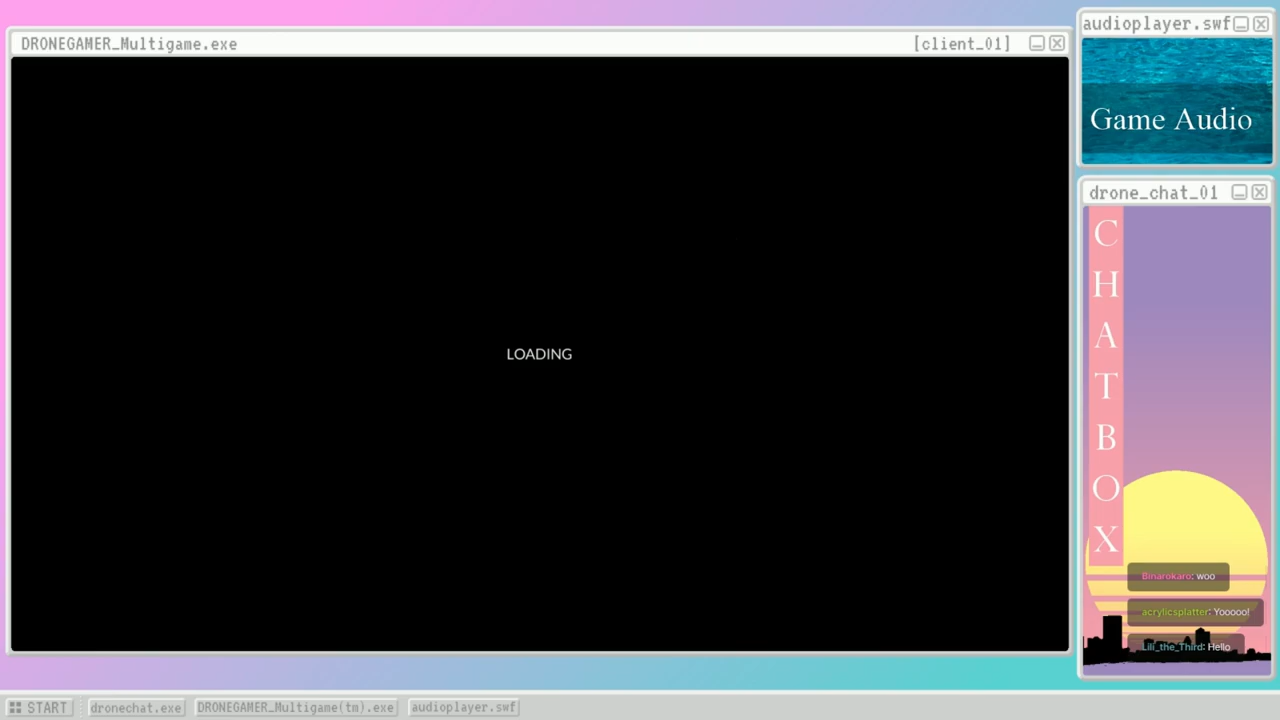 DRONEGAMER_Multigame.exe
[client_01]
LOADING
audioplayer.swf
Game Audio
drone_chat_01
CHATBOX
Binarokaro: woo
acrylicsplatter: Yooooo!
Lili_the_Third: Hello
START
dronechat.exe
DRONEGAMER_Multigame(tm).exe
audioplayer.swf